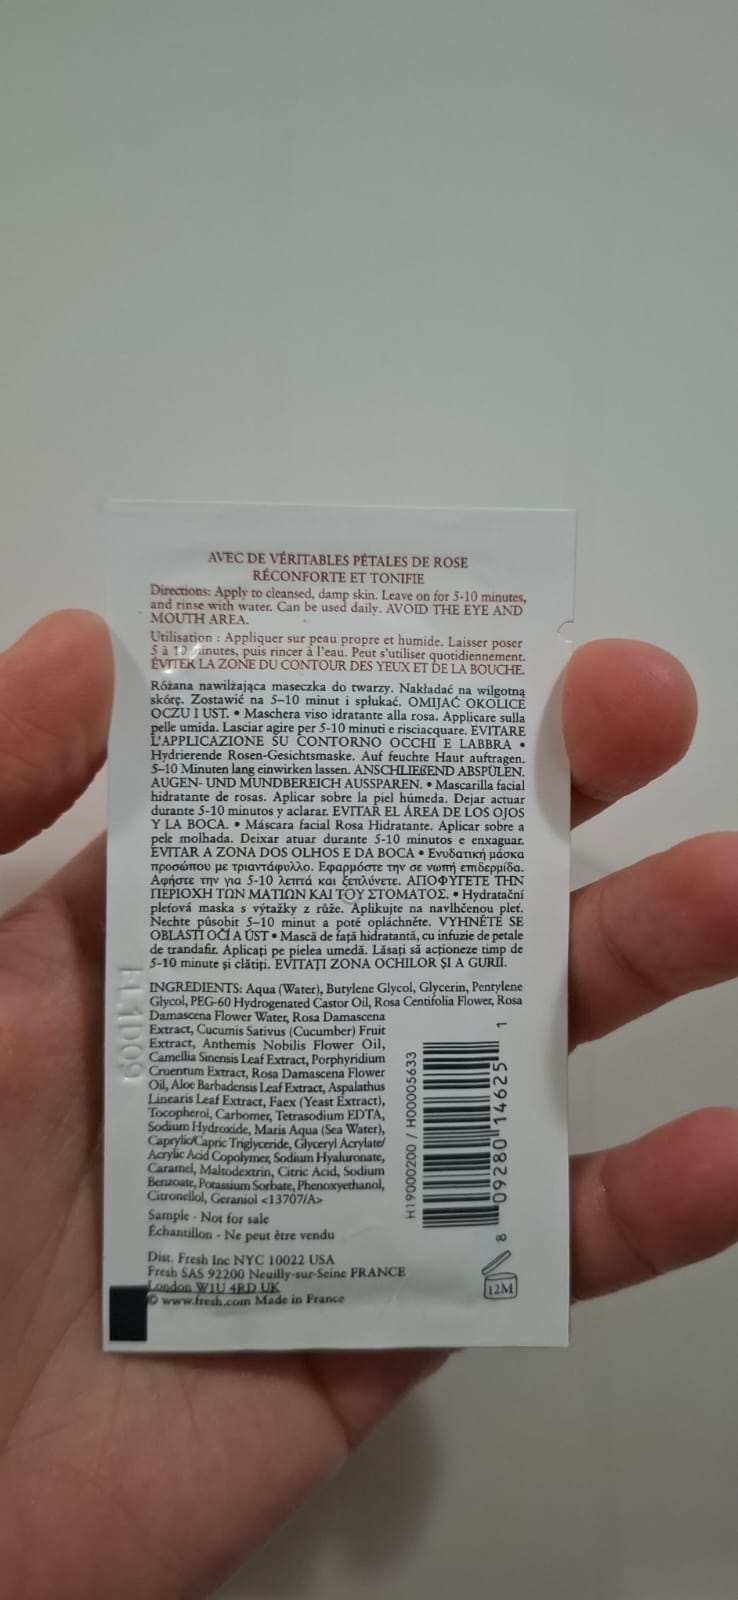 AVEC DE VÉRITABLES PÉTALES DE ROSE
RÉCONFORTE ET TONIFIE
Directions: Apply to cleansed, damp skin. Leave on for 5-10 minutes,
and rinse with water. Can be used daily. AVOID THE EYE AND
MOUTH AREA.
Utilisation : Appliquer sur peau propre et humide. Laisser poser
5 à 10 minutes, puis rincer à l'eau. Peut s'utiliser quotidiennement.
ÉVITER LA ZONE DU CONTOUR DES YEUX ET DE LA BOUCHE.
Różana nawilżająca maseczka do twarzy. Nakładać na wilgotną
skórę. Zostawić na 5–10 minut i spłukać. OMIJAĆ OKOLICE
OCZU I UST. • Maschera viso idratante alla rosa. Applicare sulla
pelle umida. Lasciar agire per 5-10 minuti e risciacquare. EVITARE
L'APPLICAZIONE SU CONTORNO OCCHI E LABBRA •
Hydrierende Rosen-Gesichtsmaske. Auf feuchte Haut auftragen.
5–10 Minuten lang einwirken lassen. ANSCHLIEßEND ABSPÜLEN.
AUGEN- UND MUNDBEREICH AUSSPAREN. • Mascarilla facial
hidratante de rosas. Aplicar sobre la piel húmeda. Dejar actuar
durante 5-10 minutos y aclarar. EVITAR EL ÁREA DE LOS OJOS
Y LA BOCA. • Máscara facial Rosa Hidratante. Aplicar sobre a
pele molhada. Deixar atuar durante 5-10 minutos e enxaguar.
EVITAR A ZONA DOS OLHOS E DA BOCA • Ενυδατική μάσκα
προσώπου με τριαντάφυλλο. Εφαρμόστε την σε νωπή επιδερμίδα.
Αφήστε την για 5-10 λεπτά και ξεπλύνετε. ΑΠΟΦΥΓΕΤΕ ΤΗΝ
ΠΕΡΙΟΧΗ ΤΩΝ ΜΑΤΙΩΝ ΚΑΙ ΤΟΥ ΣΤΟΜΑΤΟΣ. • Hydratační
pleťová maska s výtažky z růže. Aplikujte na navlhčenou pleť.
Nechte působit 5–10 minut a poté opláchněte. VYHNĚTE SE
OBLASTI OČÍ A ÚST • Mască de față hidratantă, cu infuzie de petale
de trandafir. Aplicați pe pielea umedă. Lăsați să acționeze timp de
5-10 minute și clătiți. EVITAȚI ZONA OCHILOR ȘI A GURII.
INGREDIENTS: Aqua (Water), Butylene Glycol, Glycerin, Pentylene
Glycol, PEG-60 Hydrogenated Castor Oil, Rosa Centifolia Flower, Rosa
Damascena Flower Water, Rosa Damascena
Extract, Cucumis Sativus (Cucumber) Fruit
Extract, Anthemis Nobilis Flower Oil,
Camellia Sinensis Leaf Extract, Porphyridium
Cruentum Extract, Rosa Damascena Flower
Oil, Aloe Barbadensis Leaf Extract, Aspalathus
Linearis Leaf Extract, Faex (Yeast Extract),
Tocopherol, Carbomer, Tetrasodium EDTA,
Sodium Hydroxide, Maris Aqua (Sea Water),
Caprylic/Capric Triglyceride, Glyceryl Acrylate/
Acrylic Acid Copolymer, Sodium Hyaluronate,
Caramel, Maltodextrin, Citric Acid, Sodium
Benzoate, Potassium Sorbate, Phenoxyethanol,
Citronellol, Geraniol <13707/A>
Sample - Not for sale
Échantillon - Ne peut être vendu
Dist. Fresh Inc NYC 10022 USA
Fresh SAS 92200 Neuilly-sur-Seine FRANCE
London W1U 4RD UK
© www.fresh.com Made in France
H19000200 / H00005633
8 09280 14625 1
12M